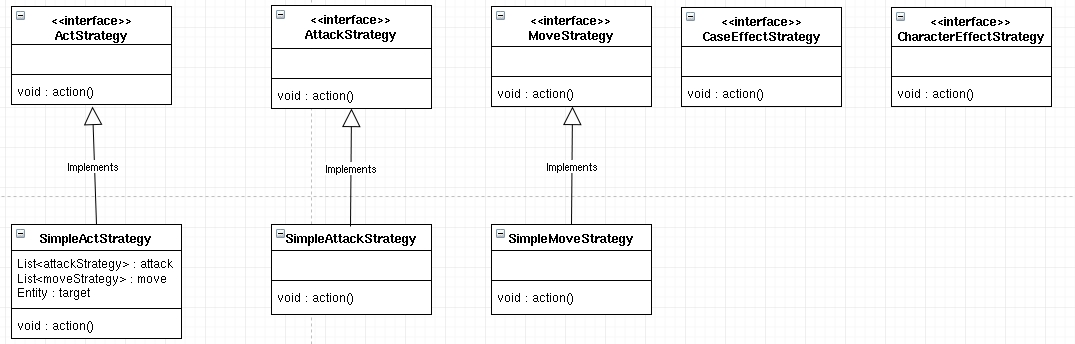 <<interface>>
ActStrategy
void : action()
<<interface>>
AttackStrategy
void : action()
<<interface>>
MoveStrategy
void : action()
<<interface>>
CaseEffectStrategy
void : action()
<<interface>>
CharacterEffectStrategy
void : action()
Implements
Implements
Implements
SimpleActStrategy
List<attackStrategy> : attack
List<moveStrategy> : move
Entity : target
void : action()
SimpleAttackStrategy
void : action()
SimpleMoveStrategy
void : action()